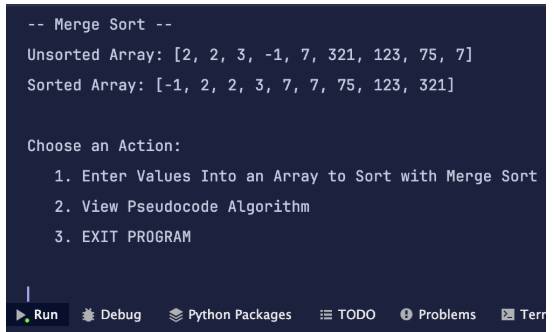 -- Merge Sort --
Unsorted Array: [2, 2, 3, -1, 7, 321, 123, 75, 7]
Sorted Array: [-1, 2, 2, 3, 7, 7, 75, 123, 321]
Choose an Action:
1. Enter Values Into an Array to Sort with Merge Sort
2. View Pseudocode Algorithm
3. EXIT PROGRAM
Run Debug Python Packages TODO Problems Terr